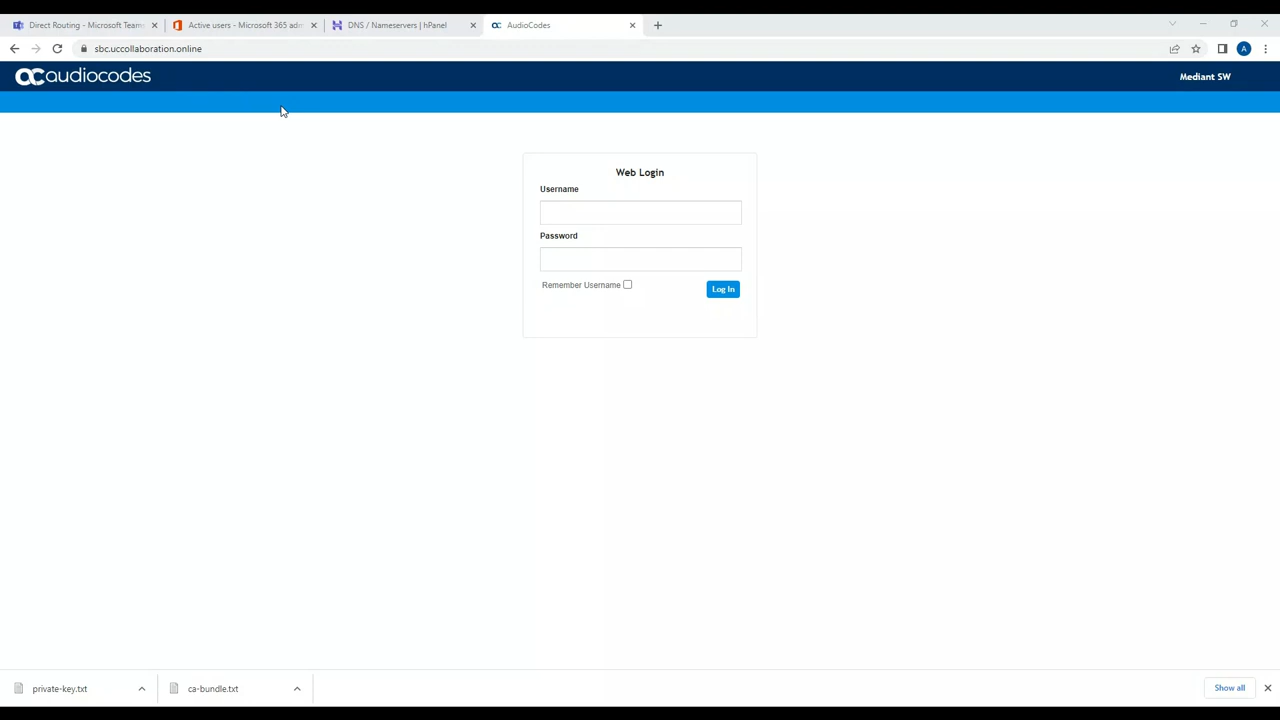 Direct Routing - Microsoft Teams
Active users - Microsoft 365 adm
DNS / Nameservers | hPanel
AudioCodes
sbc.uccollaboration.online
A
audiocodes
Mediant SW
Web Login
Username
Password
Remember Username
Log In
private-key.txt
ca-bundle.txt
Show all